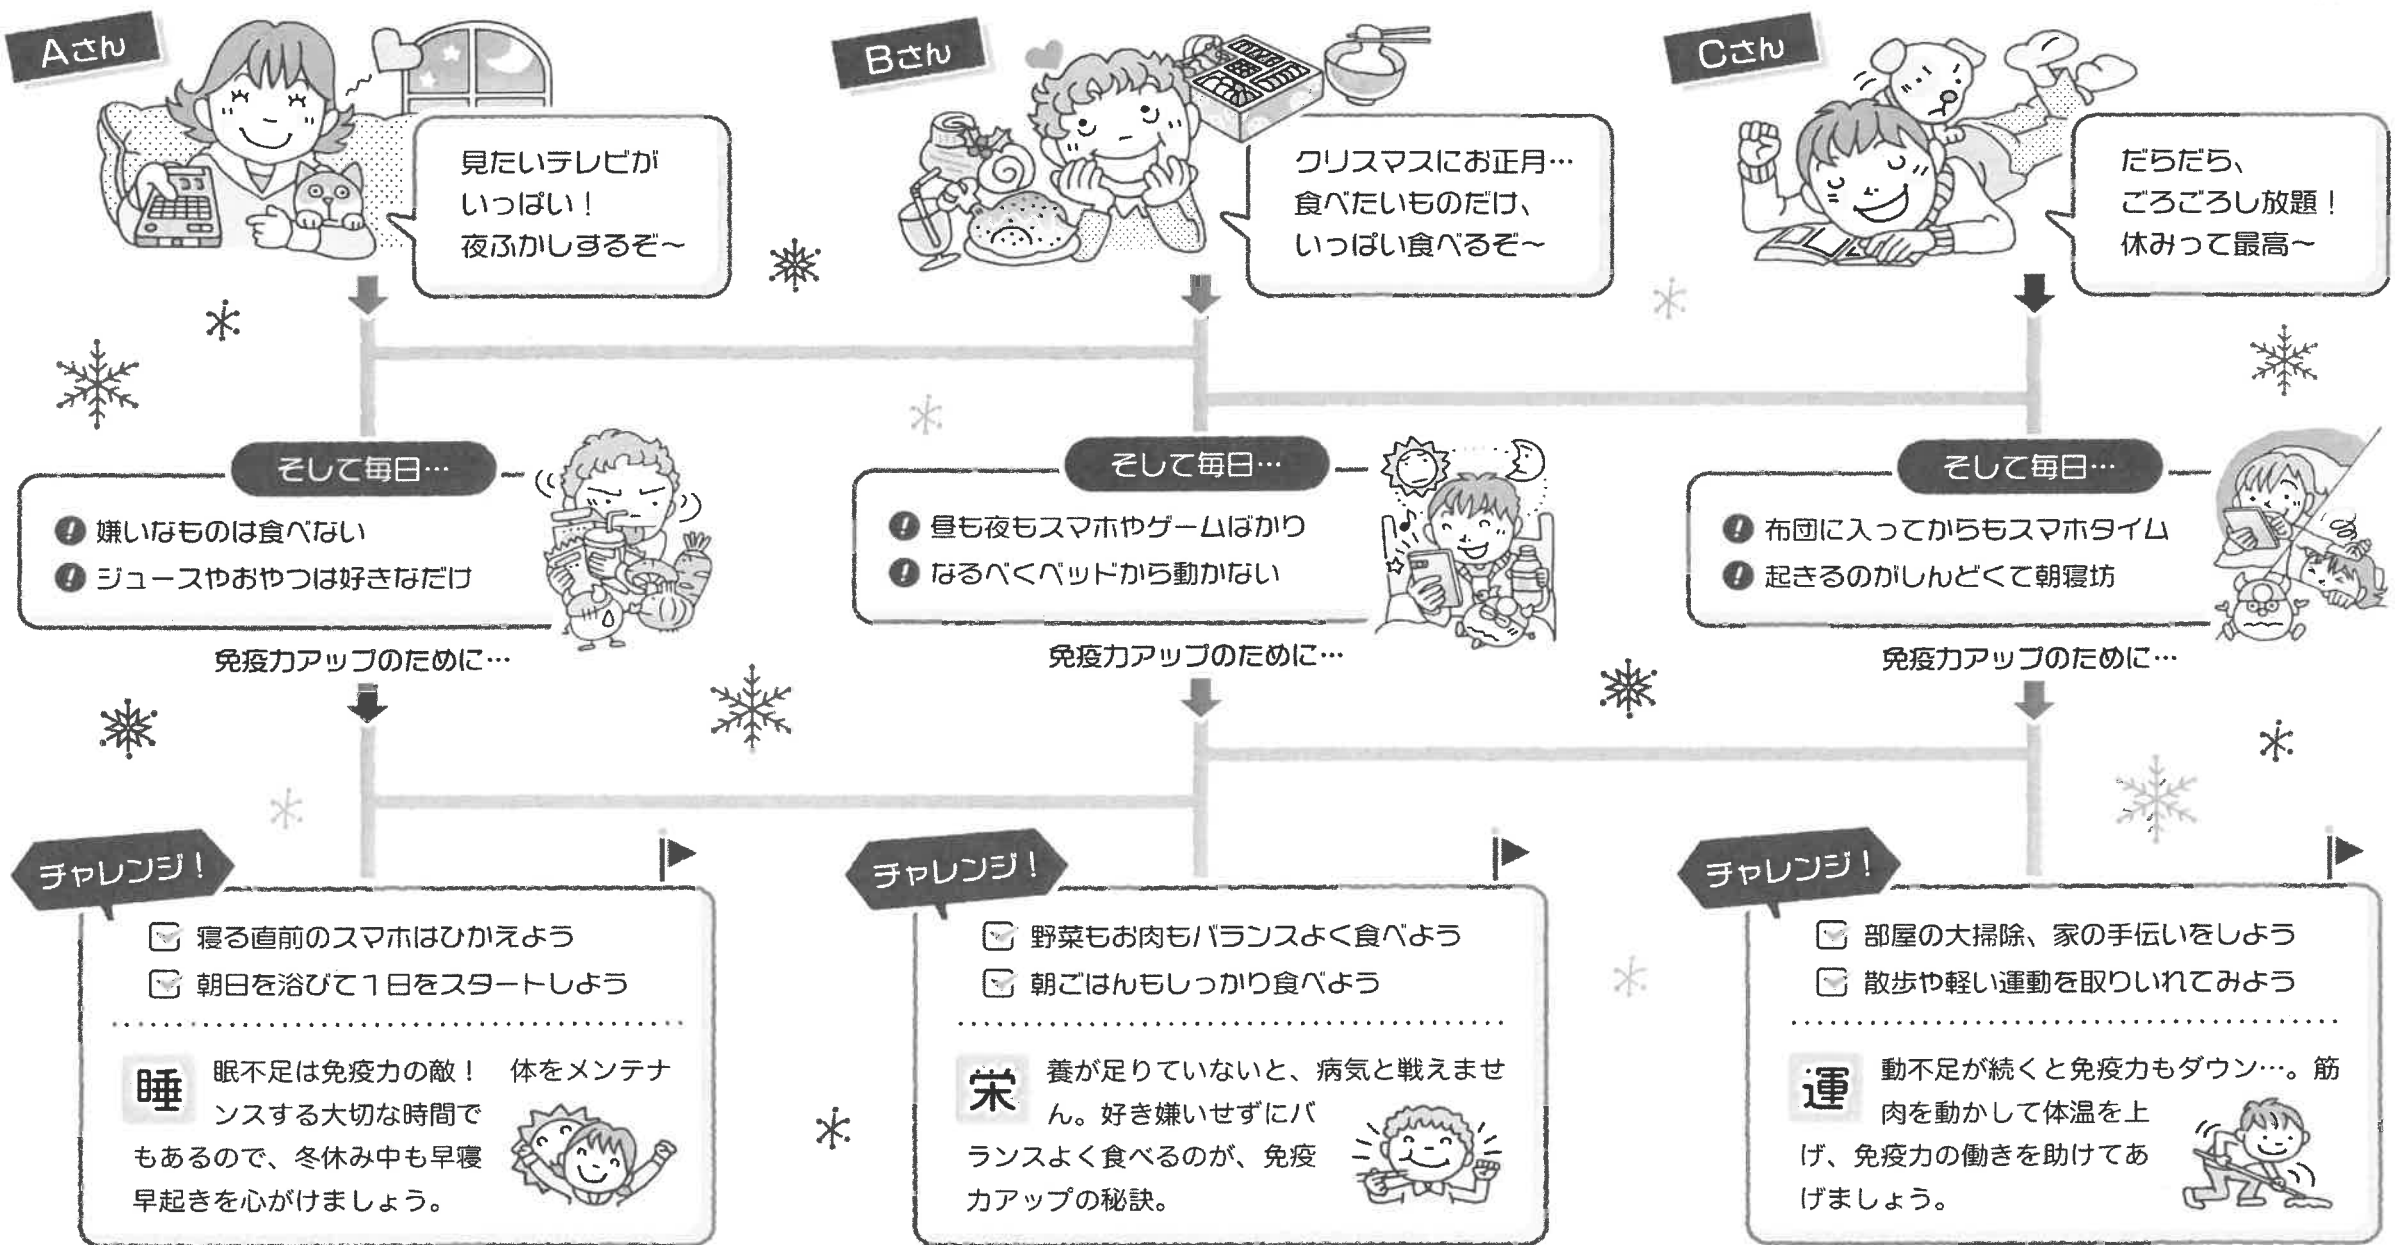 Aさん
見たいテレビが
いっぱい！
夜ふかしするぞ～
Bさん
クリスマスにお正月…
食べたいものだけ、
いっぱい食べるぞ～
Cさん
だらだら、
ごろごろし放題！
休みって最高～
そして毎日…
嫌いなものは食べない
ジュースやおやつは好きなだけ
免疫力アップのために…
そして毎日…
昼も夜もスマホやゲームばかり
なるべくベッドから動かない
免疫力アップのために…
そして毎日…
布団に入ってからもスマホタイム
起きるのがしんどくて朝寝坊
免疫力アップのために…
チャレンジ！
寝る直前のスマホはひかえよう
朝日を浴びて1日をスタートしよう
睡眠不足は免疫力の敵！　体をメンテナ
ンスする大切な時間で
もあるので、冬休み中も早寝
早起きを心がけましょう。
チャレンジ！
野菜もお肉もバランスよく食べよう
朝ごはんもしっかり食べよう
栄養が足りていないと、病気と戦えませ
ん。好き嫌いせずにバ
ランスよく食べるのが、免疫
力アップの秘訣。
チャレンジ！
部屋の大掃除、家の手伝いをしよう
散歩や軽い運動を取りいれてみよう
運動不足が続くと免疫力もダウン…。筋
肉を動かして体温を上
げ、免疫力の働きを助けてあ
げましょう。